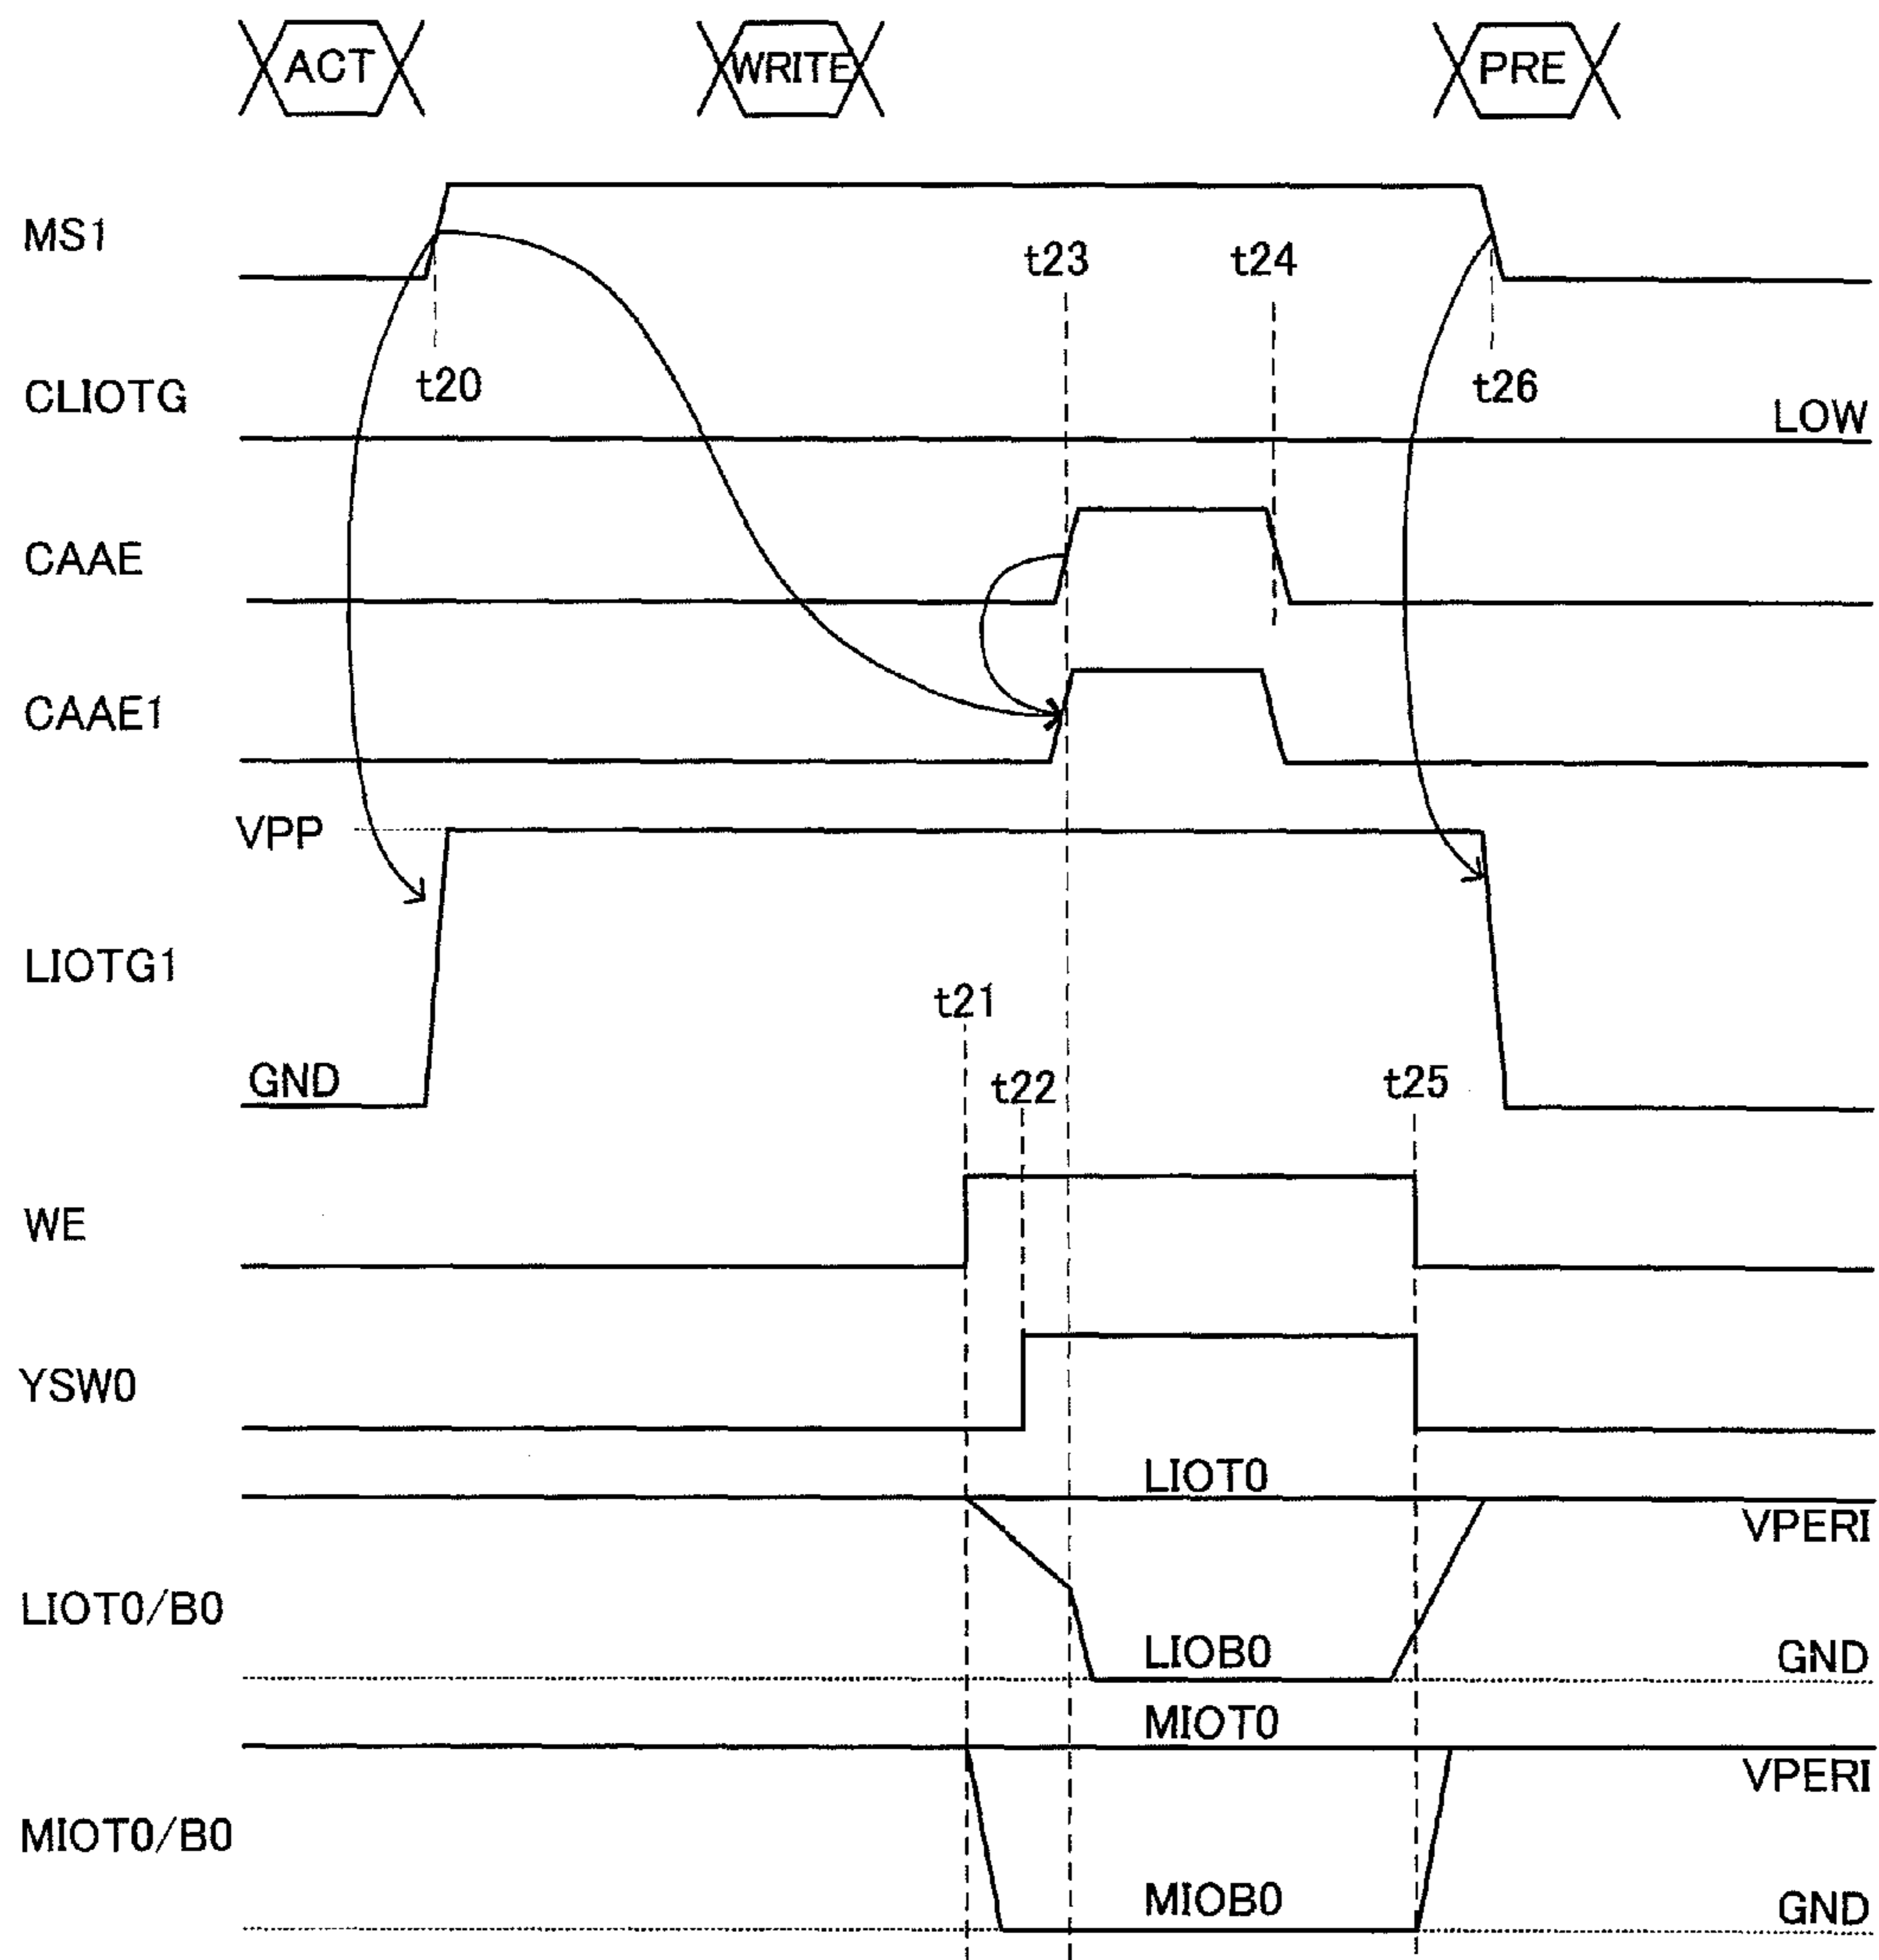 ACT WRITE PRE
MS1
t23 t24
t20 t26
CLIOTG LOW
CAAE
CAAE1
VPP
LIOTG1
t21
GND t22 t25
WE
YSW0
LIOT0
VPERI
LIOT0/B0
LIOB0 GND
MIOT0
VPERI
MIOT0/B0
MIOB0 GND